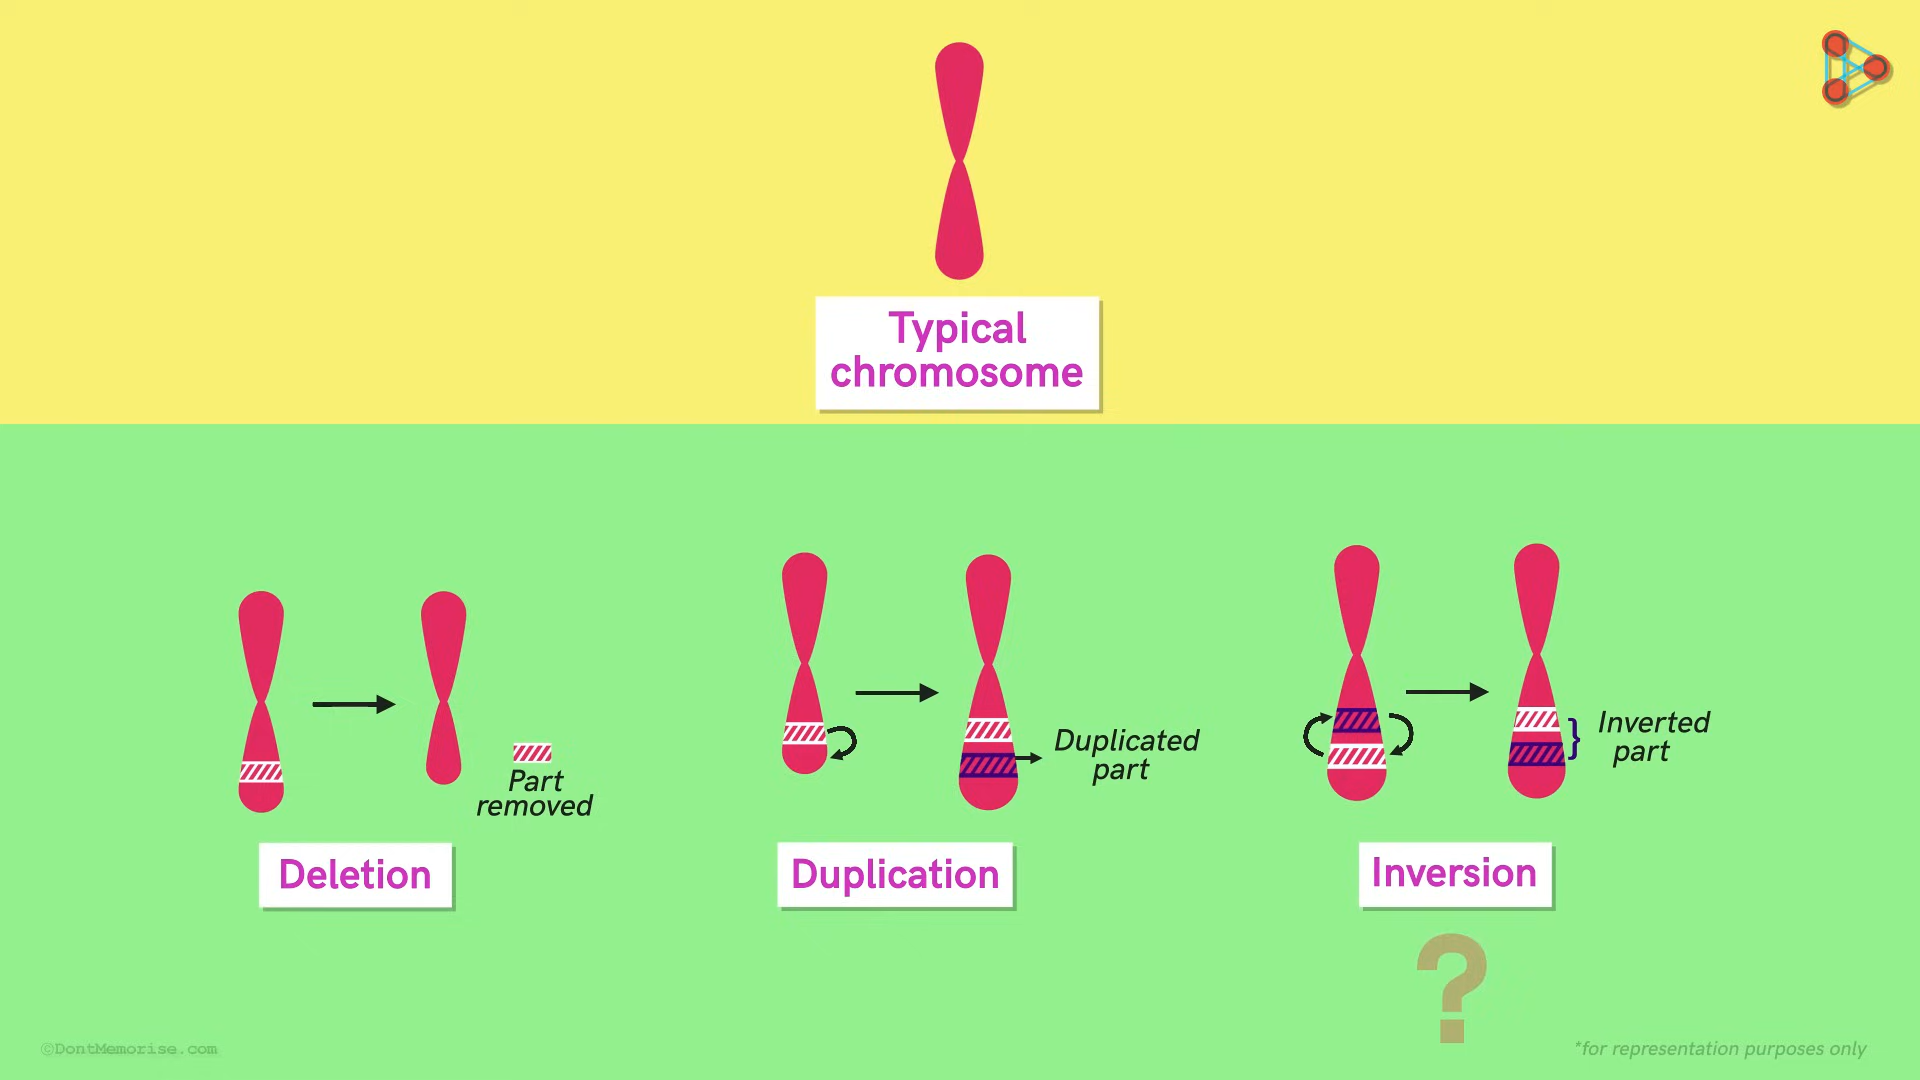 Typical
chromosome
Part
removed
Duplicated
part
Inverted
part
Deletion
Duplication
Inversion
?
©DontMemorise.com
*for representation purposes only